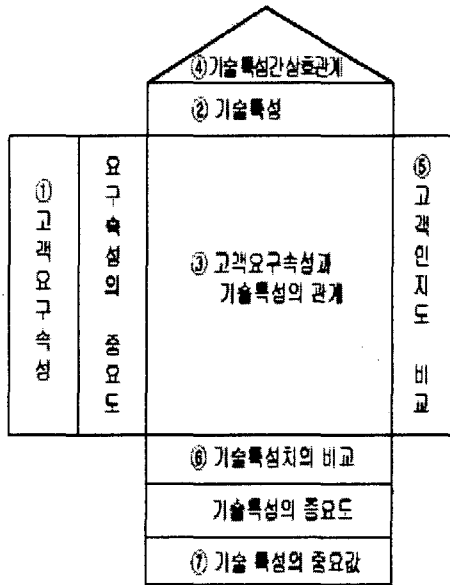 ④기술특성간상호관계
② 기술특성
① 고객요구속성
요구속성의 중요도
③ 고객요구속성과
기술특성의 관계
⑤ 고객인지도 비교
⑥ 기술특성치의 비교
기술특성의 중요도
⑦ 기술 특성의 중요값